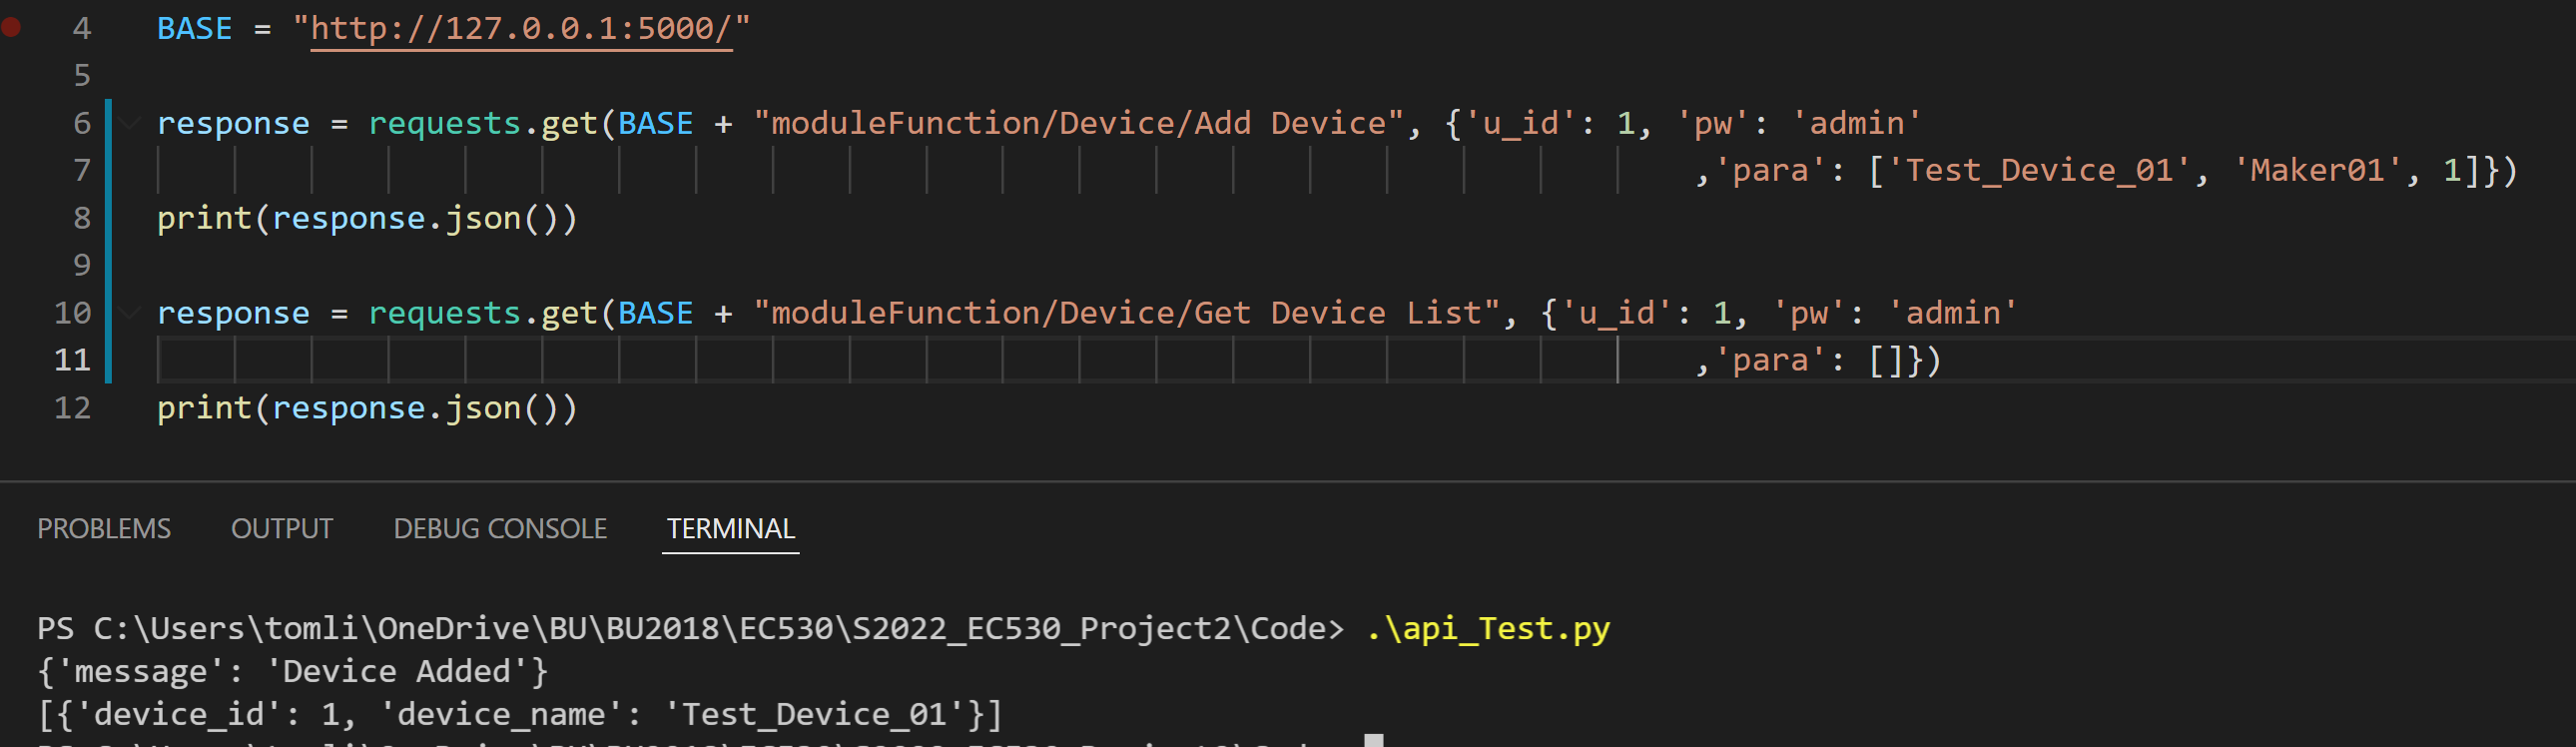 4 BASE = "http://127.0.0.1:5000/"
5
6 response = requests.get(BASE + "moduleFunction/Device/Add Device", {'u_id': 1, 'pw': 'admin'
7 ,'para': ['Test_Device_01', 'Maker01', 1]})
8 print(response.json())
9
10 response = requests.get(BASE + "moduleFunction/Device/Get Device List", {'u_id': 1, 'pw': 'admin'
11 ,'para': []})
12 print(response.json())
PROBLEMS OUTPUT DEBUG CONSOLE TERMINAL
PS C:\Users\tomli\OneDrive\BU\BU2018\EC530\S2022_EC530_Project2\Code> .\api_Test.py
{'message': 'Device Added'}
[{'device_id': 1, 'device_name': 'Test_Device_01'}]